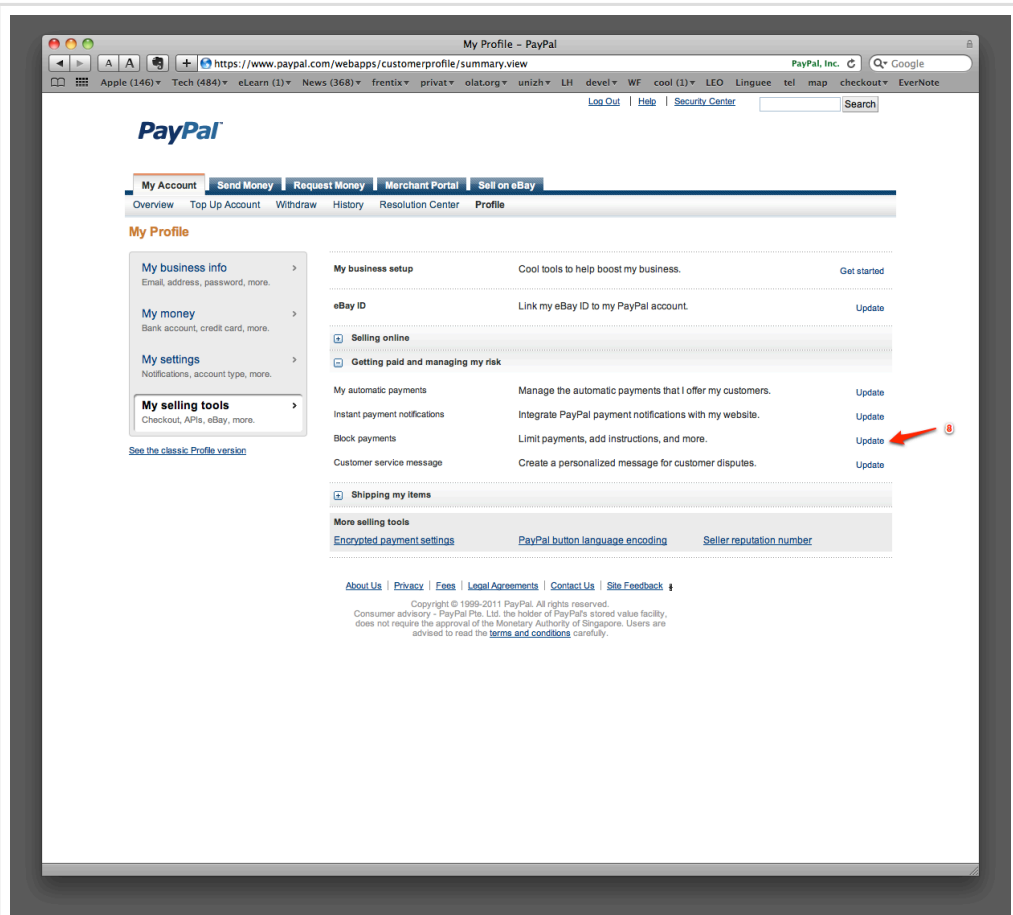 My Profile – PayPal
A A + https://www.paypal.com/webapps/customerprofile/summary.view PayPal, Inc. Google
Apple (146) Tech (484) eLearn (1) News (368) frentix privat olat.org unizh LH devel WF cool (1) LEO Linguee tel map checkout EverNote
Log Out | Help | Security Center Search
PayPal
My Account Send Money Request Money Merchant Portal Sell on eBay
Overview Top Up Account Withdraw History Resolution Center Profile
My Profile
My business info
Email, address, password, more.
My money
Bank account, credit card, more.
My settings
Notifications, account type, more.
My selling tools
Checkout, APIs, eBay, more.
See the classic Profile version
My business setup Cool tools to help boost my business. Get started
eBay ID Link my eBay ID to my PayPal account. Update
Selling online
Getting paid and managing my risk
My automatic payments Manage the automatic payments that I offer my customers. Update
Instant payment notifications Integrate PayPal payment notifications with my website. Update
Block payments Limit payments, add instructions, and more. Update 8
Customer service message Create a personalized message for customer disputes. Update
Shipping my items
More selling tools
Encrypted payment settings PayPal button language encoding Seller reputation number
About Us | Privacy | Fees | Legal Agreements | Contact Us | Site Feedback
Copyright © 1999-2011 PayPal. All rights reserved.
Consumer advisory - PayPal Pte. Ltd. the holder of PayPal's stored value facility,
does not require the approval of the Monetary Authority of Singapore. Users are
advised to read the terms and conditions carefully.